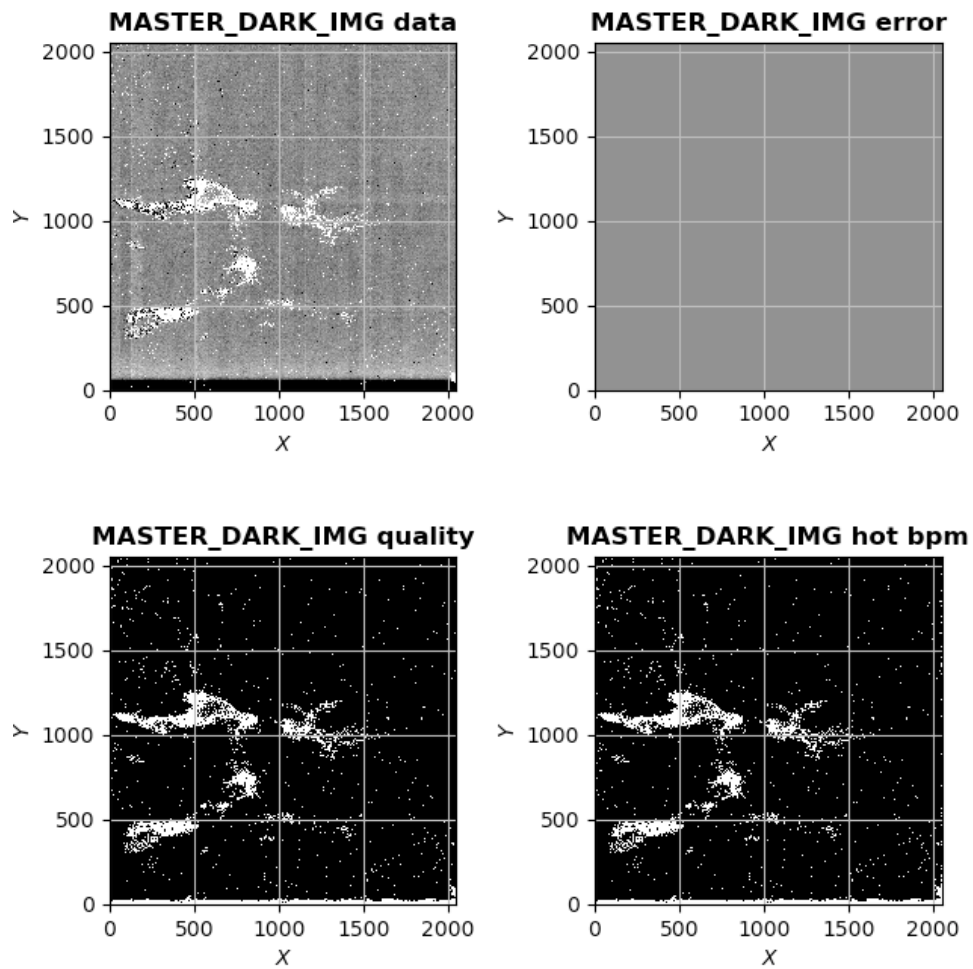 MASTER_DARK_IMG data
2000
1500
1000
500
0
Y
0 500 1000 1500 2000
X
MASTER_DARK_IMG error
2000
1500
1000
500
0
Y
0 500 1000 1500 2000
X
MASTER_DARK_IMG quality
2000
1500
1000
500
0
Y
0 500 1000 1500 2000
X
MASTER_DARK_IMG hot bpm
2000
1500
1000
500
0
Y
0 500 1000 1500 2000
X